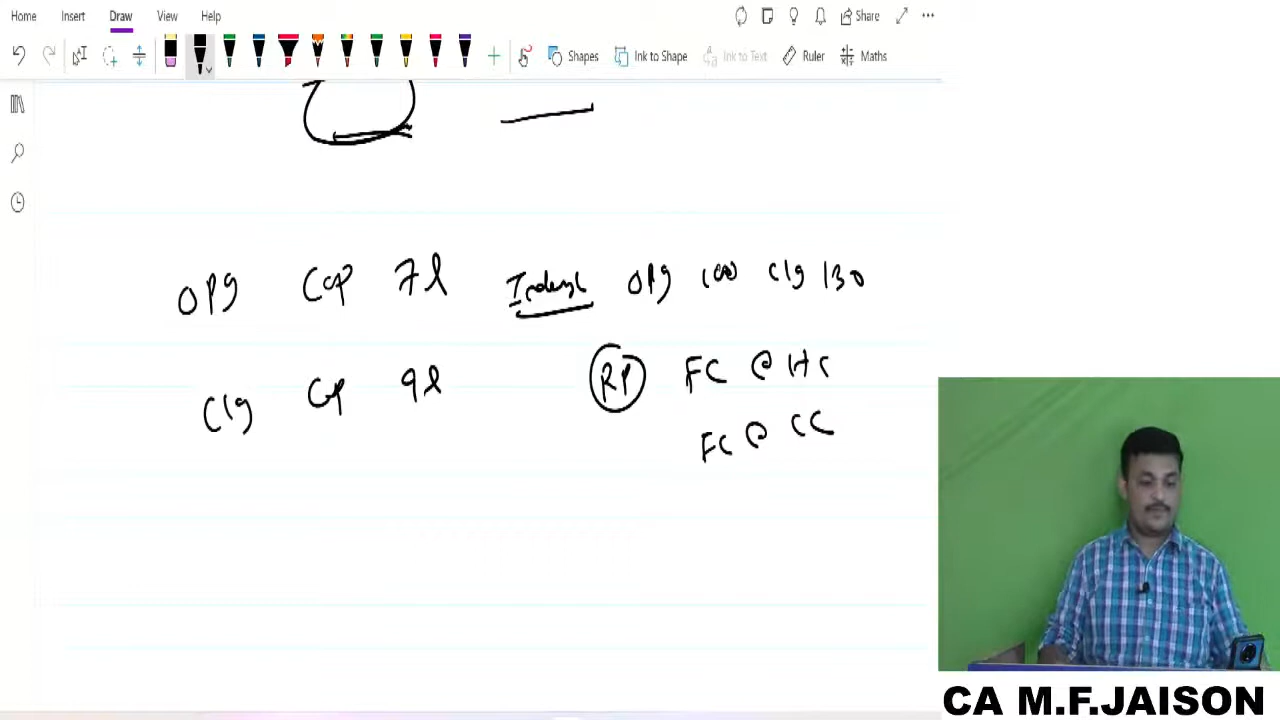 Home Insert Draw View Help Share
Shapes Ink to Shape Ink to Text Ruler Maths
OPg Cap 7l Index OPg 100 Clg 130
Clg Cap 9l RP FC @ HC
FC @ CC
CA M.F.JAISON